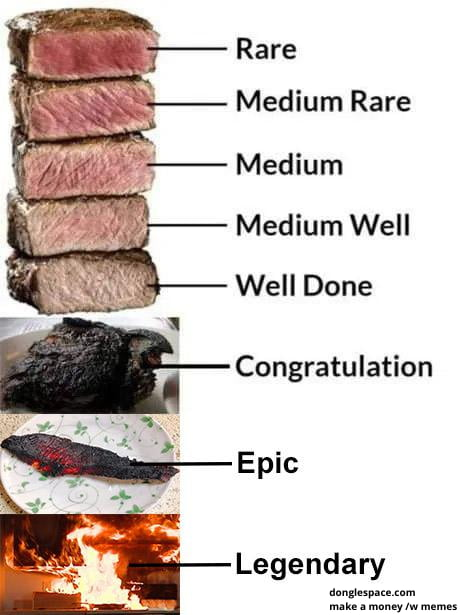 Rare
Medium Rare
Medium
Medium Well
Well Done
Congratulation
Epic
Legendary
donglespace.com
make a money /w memes